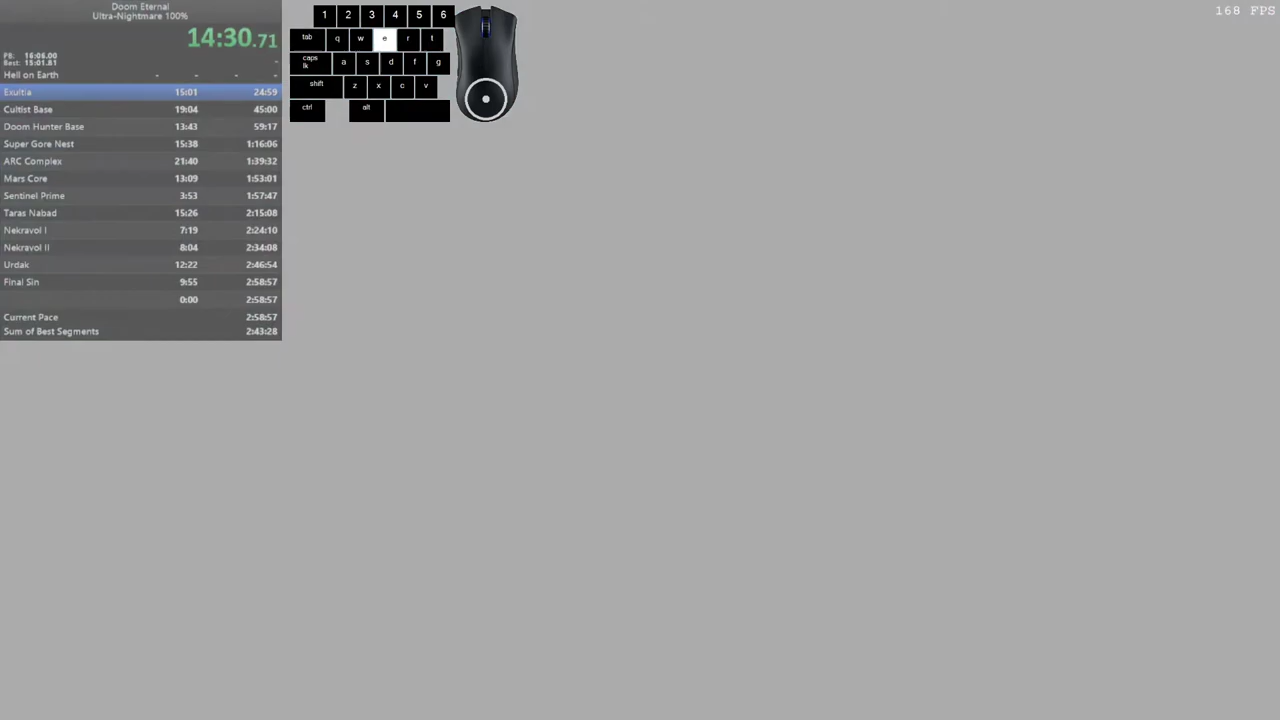 Doom Eternal
Ultra-Nightmare 100%
14:30.71
PB: 16:06.00
Best: 15:01.81
-
Hell on Earth - - - -
Exultia 15:01 24:59
Cultist Base 19:04 45:00
Doom Hunter Base 13:43 59:17
Super Gore Nest 15:38 1:16:06
ARC Complex 21:40 1:39:32
Mars Core 13:09 1:53:01
Sentinel Prime 3:53 1:57:47
Taras Nabad 15:26 2:15:08
Nekravol I 7:19 2:24:10
Nekravol II 8:04 2:34:08
Urdak 12:22 2:46:54
Final Sin 9:55 2:58:57
0:00 2:58:57
Current Pace 2:58:57
Sum of Best Segments 2:43:28
1 2 3 4 5 6
tab q w e r t
caps lk a s d f g
shift z x c v
ctrl alt
168 FPS